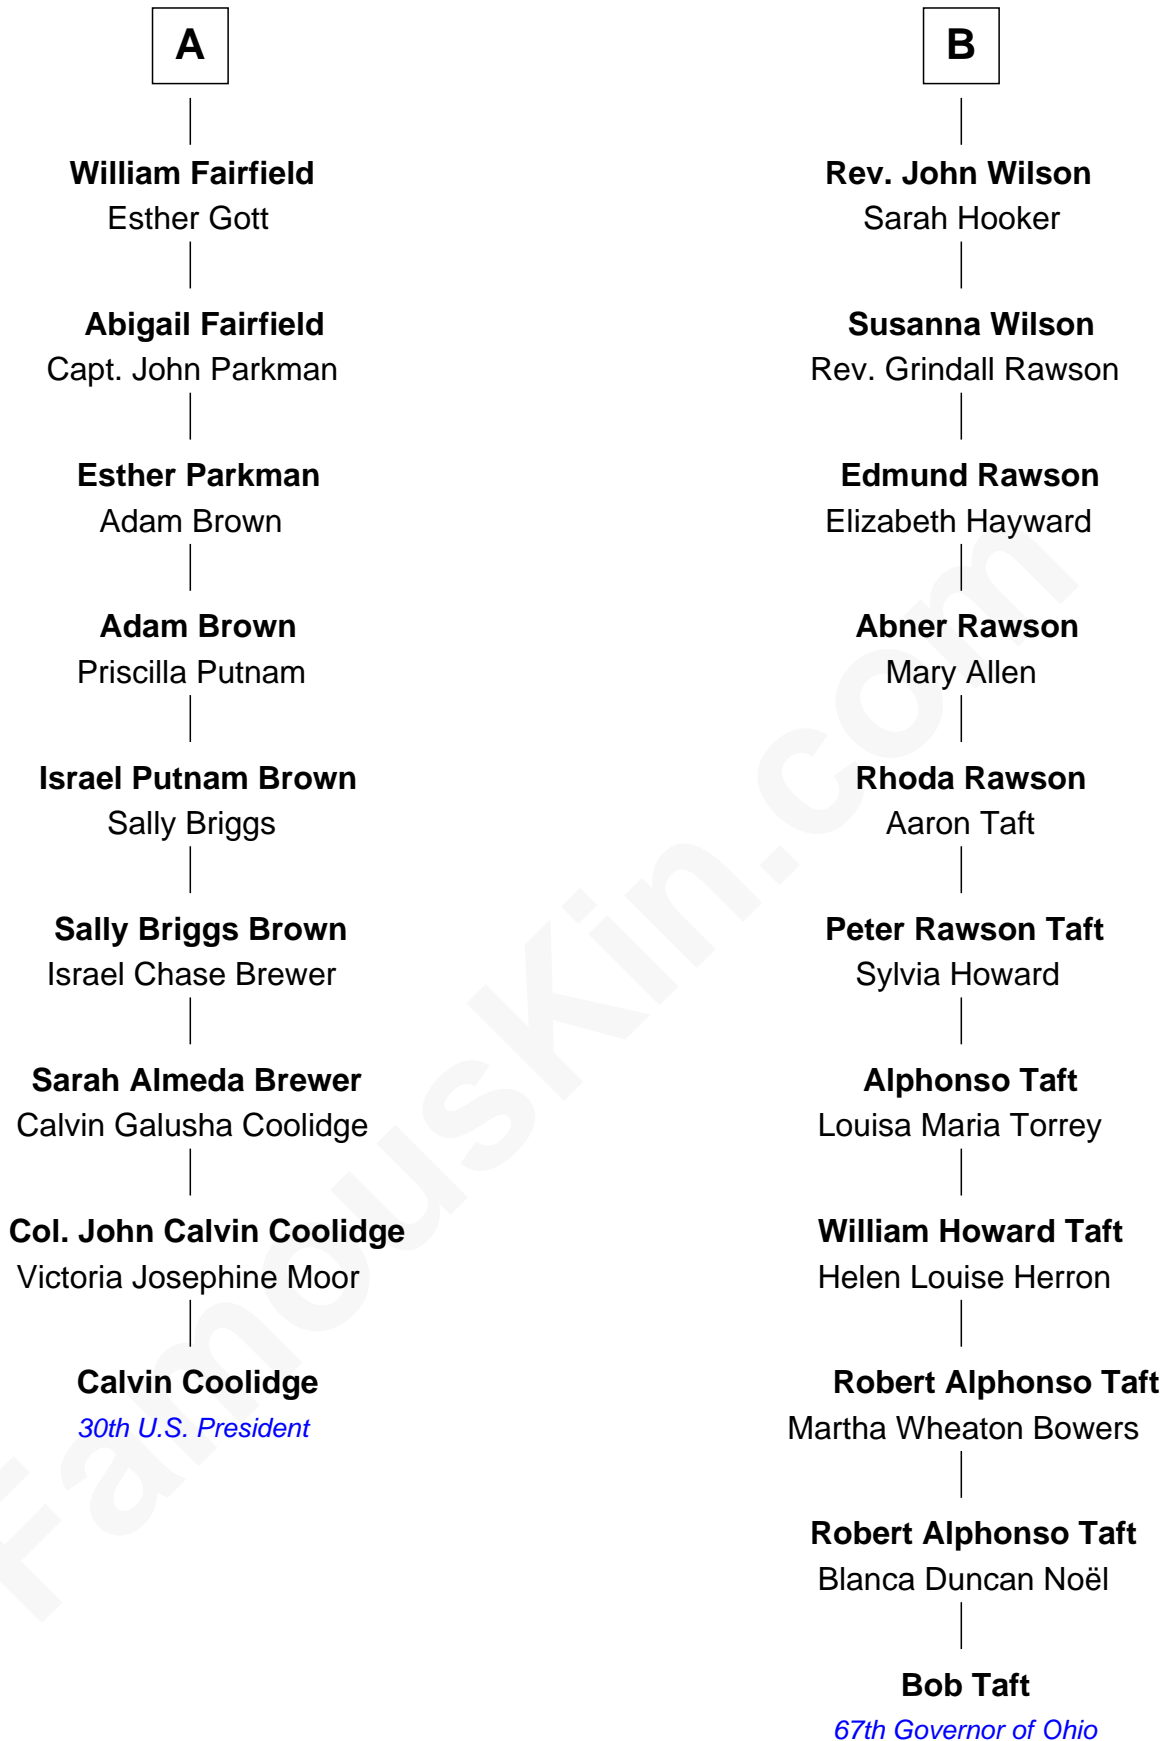 A
William Fairfield
Esther Gott
Abigail Fairfield
Capt. John Parkman
Esther Parkman
Adam Brown
Adam Brown
Priscilla Putnam
Israel Putnam Brown
Sally Briggs
Sally Briggs Brown
Israel Chase Brewer
Sarah Almeda Brewer
Calvin Galusha Coolidge
Col. John Calvin Coolidge
Victoria Josephine Moor
Calvin Coolidge
30th U.S. President
B
Rev. John Wilson
Sarah Hooker
Susanna Wilson
Rev. Grindall Rawson
Edmund Rawson
Elizabeth Hayward
Abner Rawson
Mary Allen
Rhoda Rawson
Aaron Taft
Peter Rawson Taft
Sylvia Howard
Alphonso Taft
Louisa Maria Torrey
William Howard Taft
Helen Louise Herron
Robert Alphonso Taft
Martha Wheaton Bowers
Robert Alphonso Taft
Blanca Duncan Noël
Bob Taft
67th Governor of Ohio
FamousKin.com